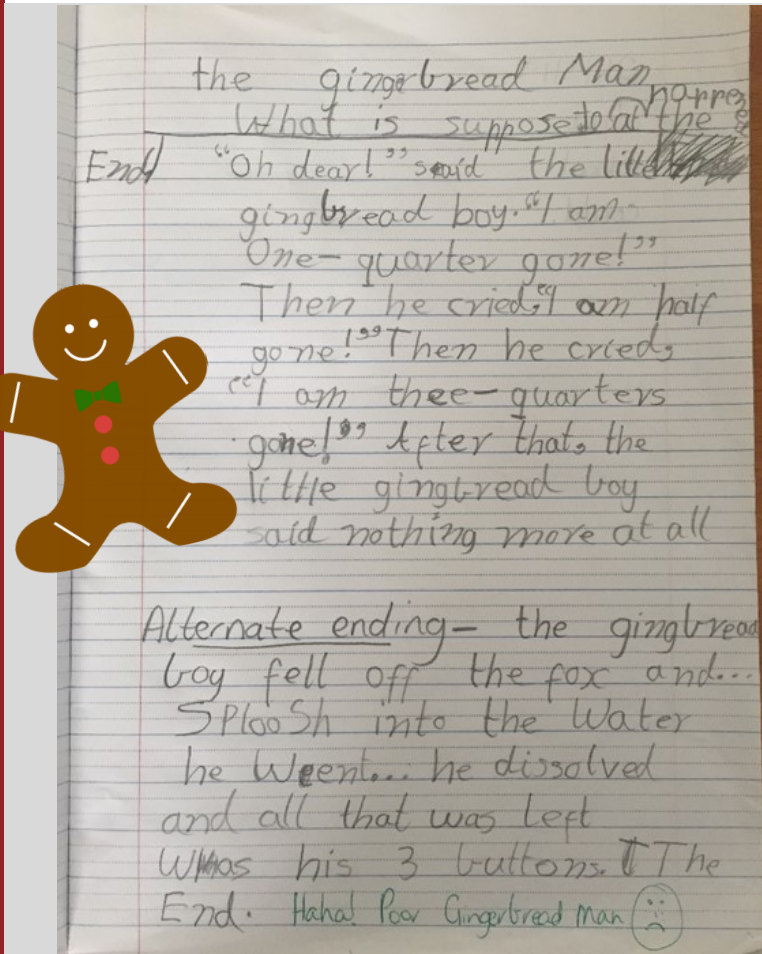 the gingerbread Man
What is suppose to happen at the
End "Oh dear!" said the little
gingbread boy. "I am
One-quarter gone!"
Then he cried, "I am half
gone!" Then he cried,
"I am thee-quarters
gone!" After that, the
little gingbread boy
said nothing more at all
Alternate ending- the gingbread
boy fell off the fox and...
SPlooSh into the Water
he Went... he dissolved
and all that was left
Was his 3 buttons. The
End. Haha! Poor Gingerbread Man